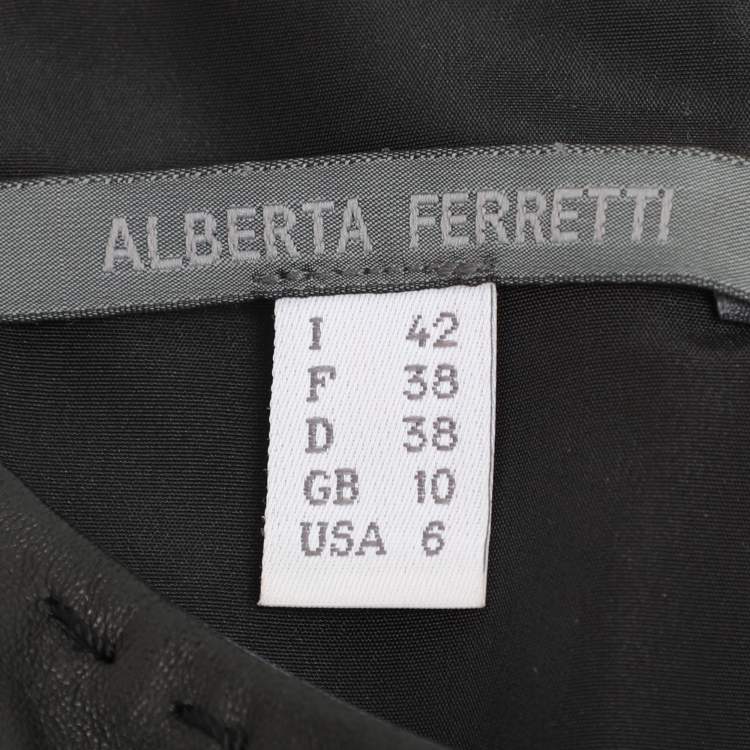 ALBERTA FERRETTI
I 42
F 38
D 38
GB 10
USA 6